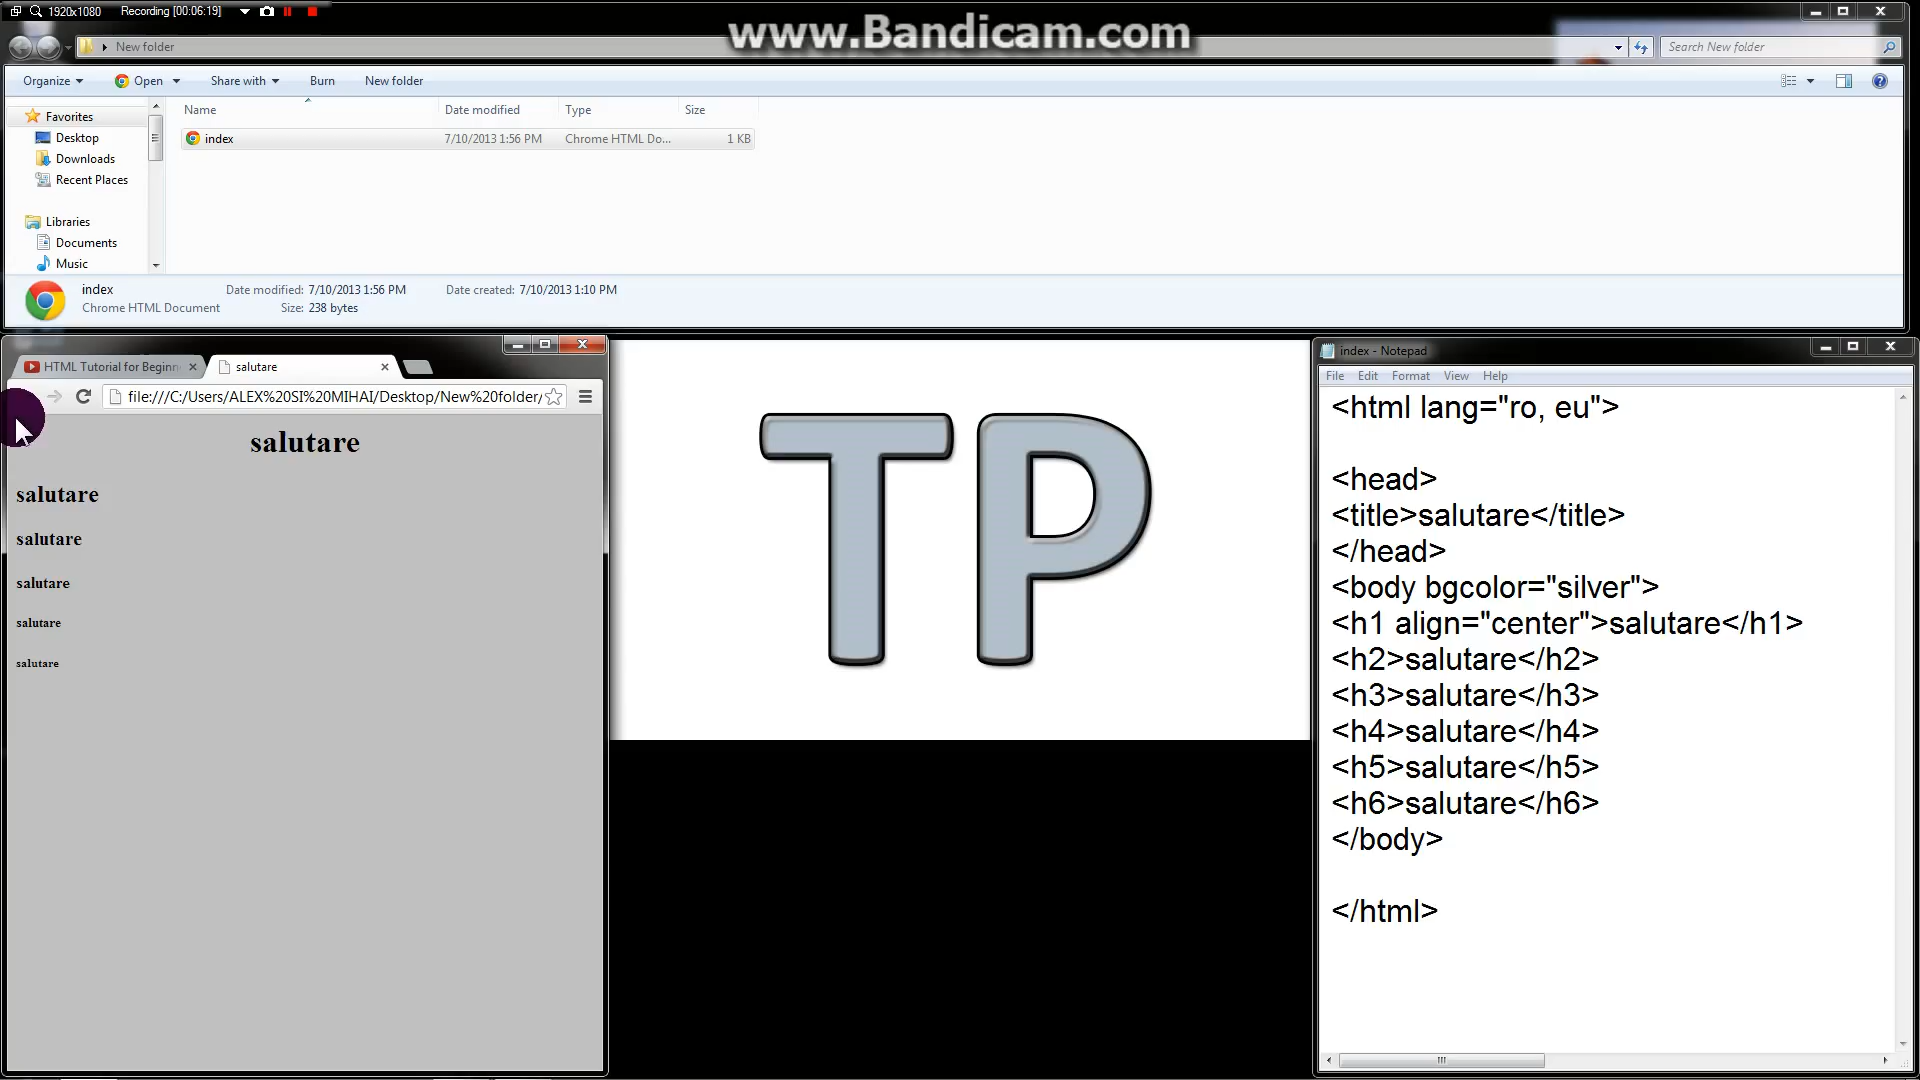 1920x1080 Recording [00:06:19]
www.Bandicam.com
New folder
Search New folder
Organize Open Share with Burn New folder
Favorites
Desktop
Downloads
Recent Places
Libraries
Documents
Music
Name Date modified Type Size
index 7/10/2013 1:56 PM Chrome HTML Do... 1 KB
index Date modified: 7/10/2013 1:56 PM Date created: 7/10/2013 1:10 PM
Chrome HTML Document Size: 238 bytes
HTML Tutorial for Beginn salutare
file:///C:/Users/ALEX%20SI%20MIHAI/Desktop/New%20folder/
salutare
salutare
salutare
salutare
salutare
salutare
TP
index - Notepad
File Edit Format View Help
<html lang="ro, eu">
<head>
<title>salutare</title>
</head>
<body bgcolor="silver">
<h1 align="center">salutare</h1>
<h2>salutare</h2>
<h3>salutare</h3>
<h4>salutare</h4>
<h5>salutare</h5>
<h6>salutare</h6>
</body>
</html>